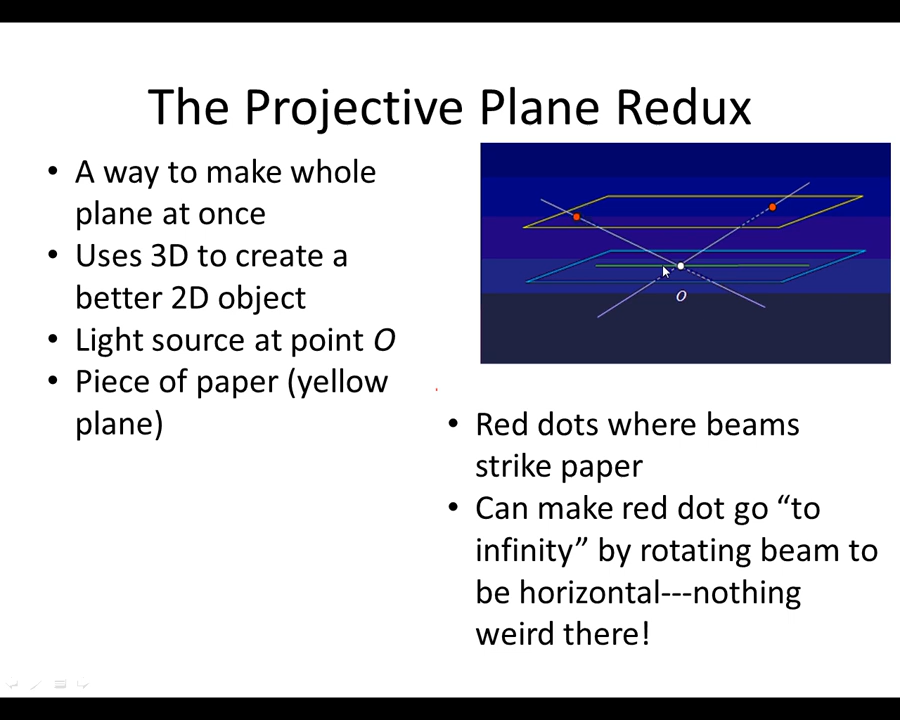 The Projective Plane Redux
• A way to make whole
plane at once
• Uses 3D to create a
better 2D object
• Light source at point O
• Piece of paper (yellow
plane)
O
• Red dots where beams
strike paper
• Can make red dot go “to
infinity” by rotating beam to
be horizontal---nothing
weird there!